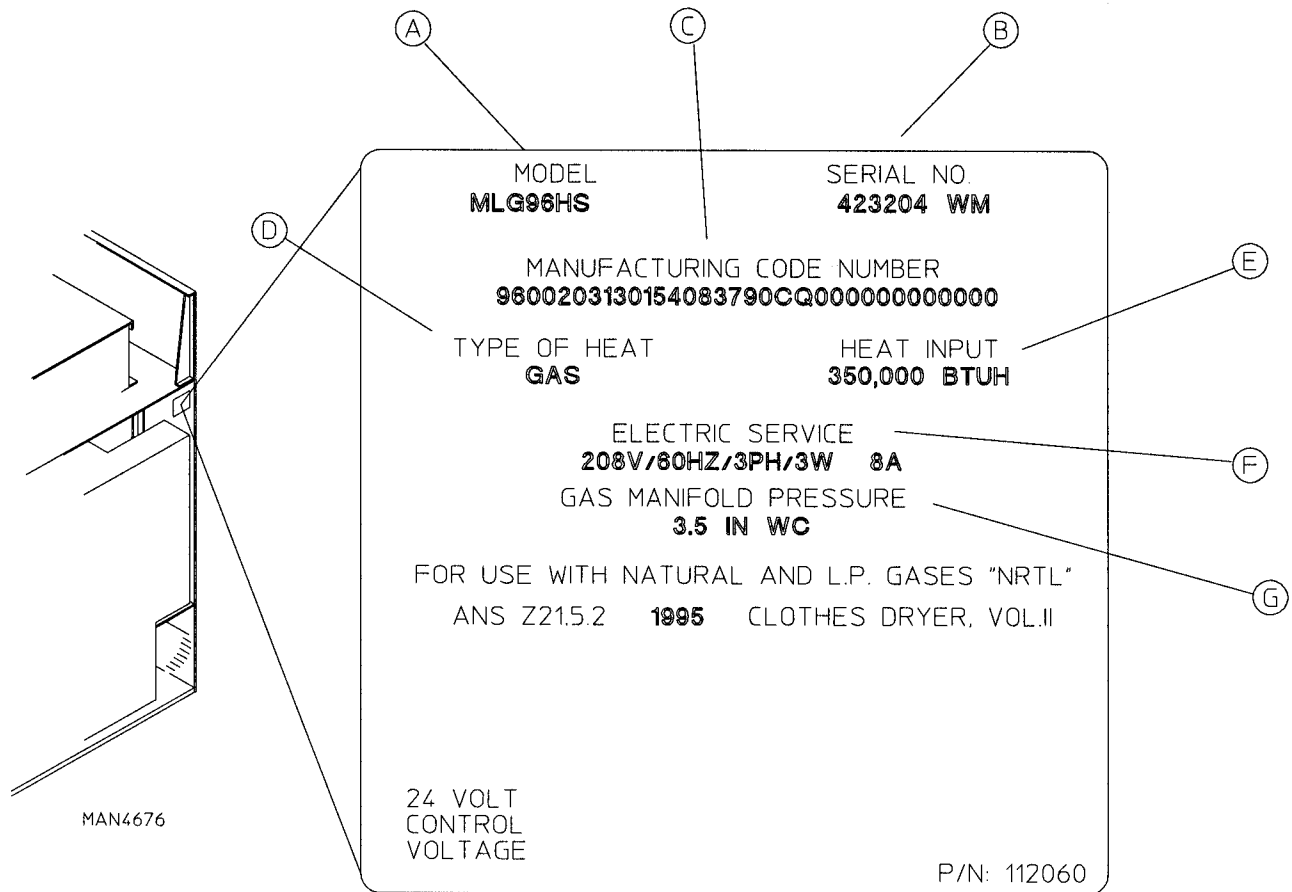 A
C
B
MODEL
MLG96HS
SERIAL NO.
423204 WM
D
MANUFACTURING CODE NUMBER
9600203130154083790CQ000000000000
E
TYPE OF HEAT
GAS
HEAT INPUT
350,000 BTUH
ELECTRIC SERVICE
208V/60HZ/3PH/3W 8A
F
GAS MANIFOLD PRESSURE
3.5 IN WC
FOR USE WITH NATURAL AND L.P. GASES "NRTL"
G
ANS Z21.5.2 1995 CLOTHES DRYER, VOL.II
24 VOLT
CONTROL
VOLTAGE
MAN4676
P/N: 112060